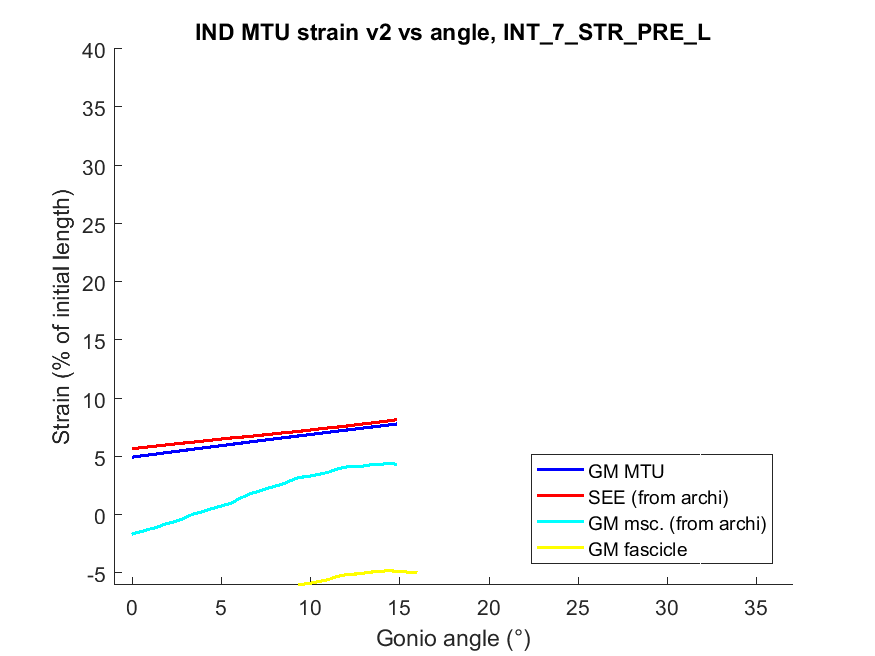 IND MTU strain v2 vs angle, INT_7_STR_PRE_L
40
35
30
25
20
15
10
5
0
-5
Strain (% of initial length)
0 5 10 15 20 25 30 35
Gonio angle (°)
GM MTU
SEE (from archi)
GM msc. (from archi)
GM fascicle